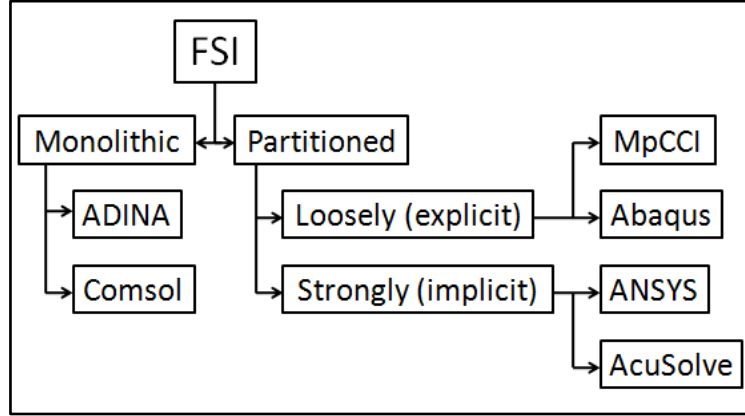 FSI
Monolithic
Partitioned
MpCCI
ADINA
Loosely (explicit)
Abaqus
Comsol
Strongly (implicit)
ANSYS
AcuSolve